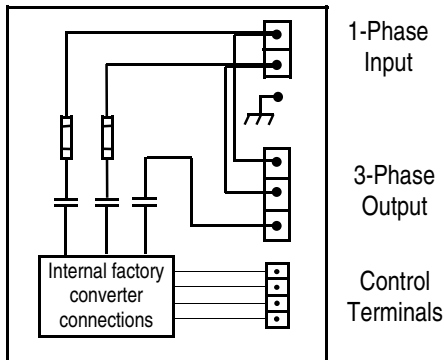 1-Phase
Input
3-Phase
Output
Internal factory
converter
connections
Control
Terminals